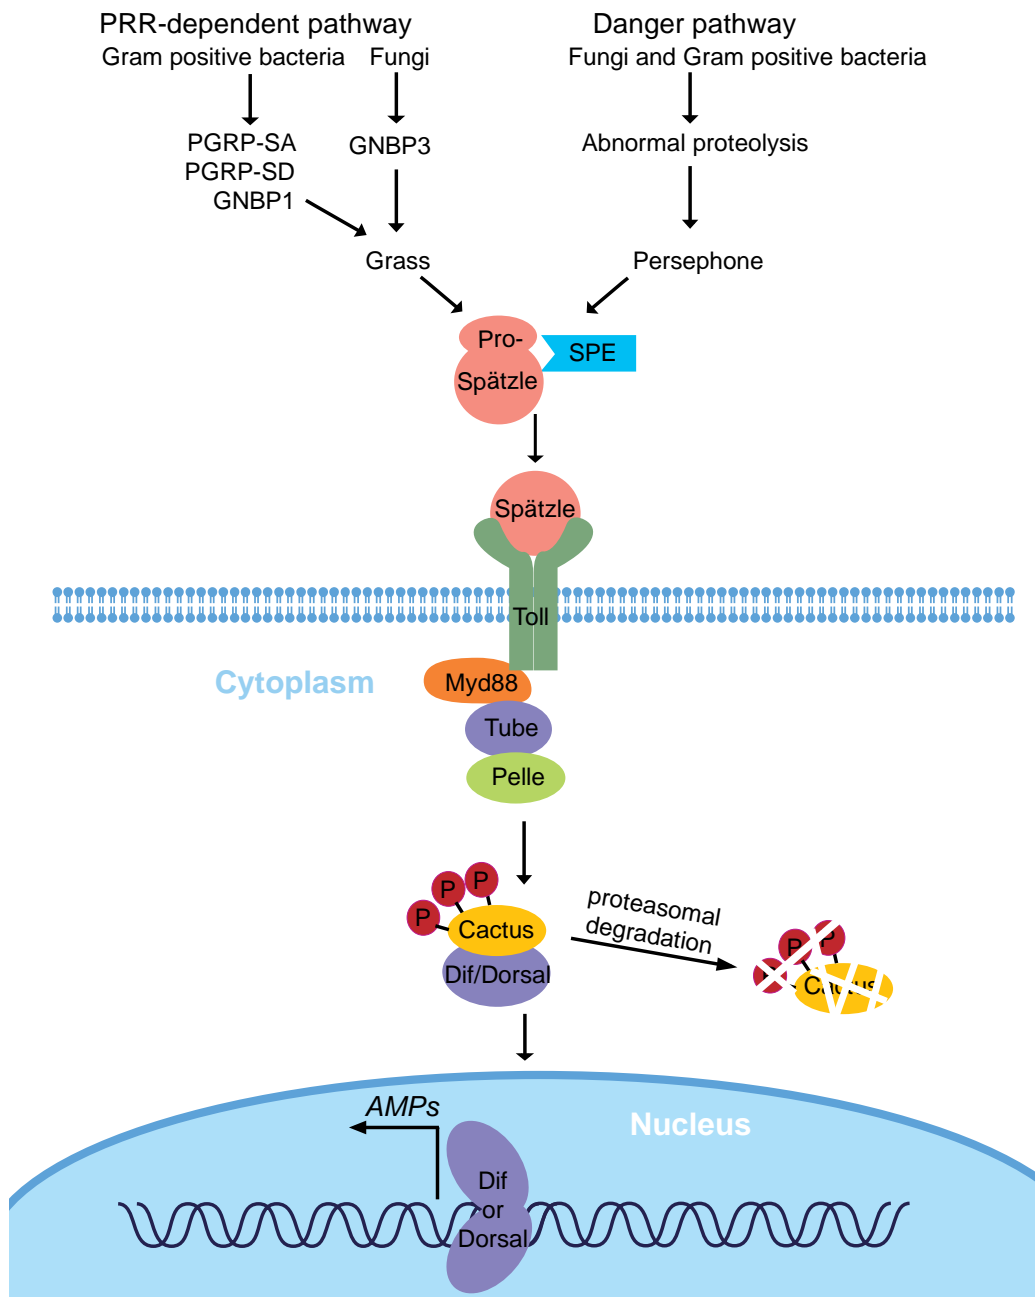 PRR-dependent pathway
Danger pathway
Gram positive bacteria
Fungi
Fungi and Gram positive bacteria
PGRP-SA
PGRP-SD
GNBP1
GNBP3
Abnormal proteolysis
Grass
Persephone
Pro-
Spätzle
SPE
Spätzle
Toll
Cytoplasm
Myd88
Tube
Pelle
P
P
P
Cactus
Dif/Dorsal
proteasomal
degradation
P
P
Cactus
Nucleus
AMPs
Dif
or
Dorsal